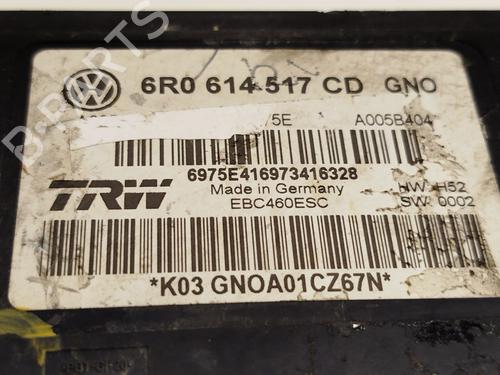 6R0 614 517 CD GNO
5E A005B404
6975E416973416328
TRW Made in Germany HW H52
EBC460ESC SW 0002
*K03 GNOA01CZ67N*
B-PARTS